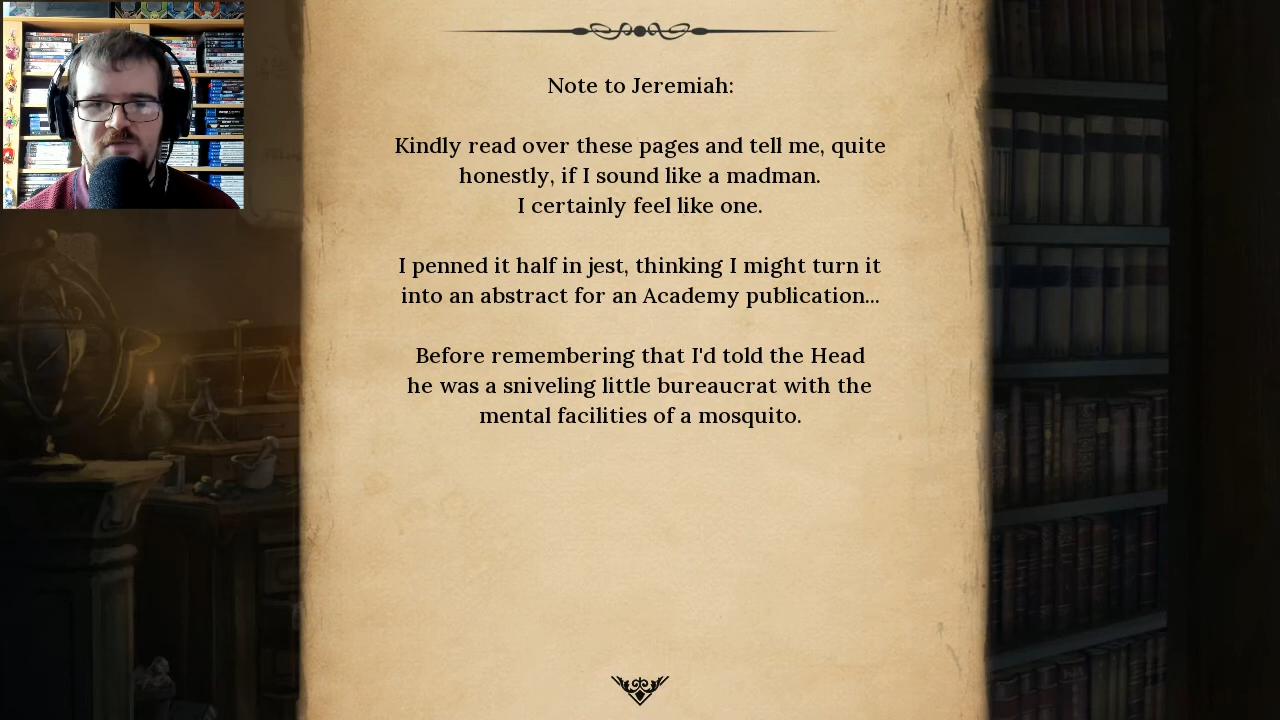 Note to Jeremiah:
Kindly read over these pages and tell me, quite
honestly, if I sound like a madman.
I certainly feel like one.
I penned it half in jest, thinking I might turn it
into an abstract for an Academy publication...
Before remembering that I'd told the Head
he was a sniveling little bureaucrat with the
mental facilities of a mosquito.